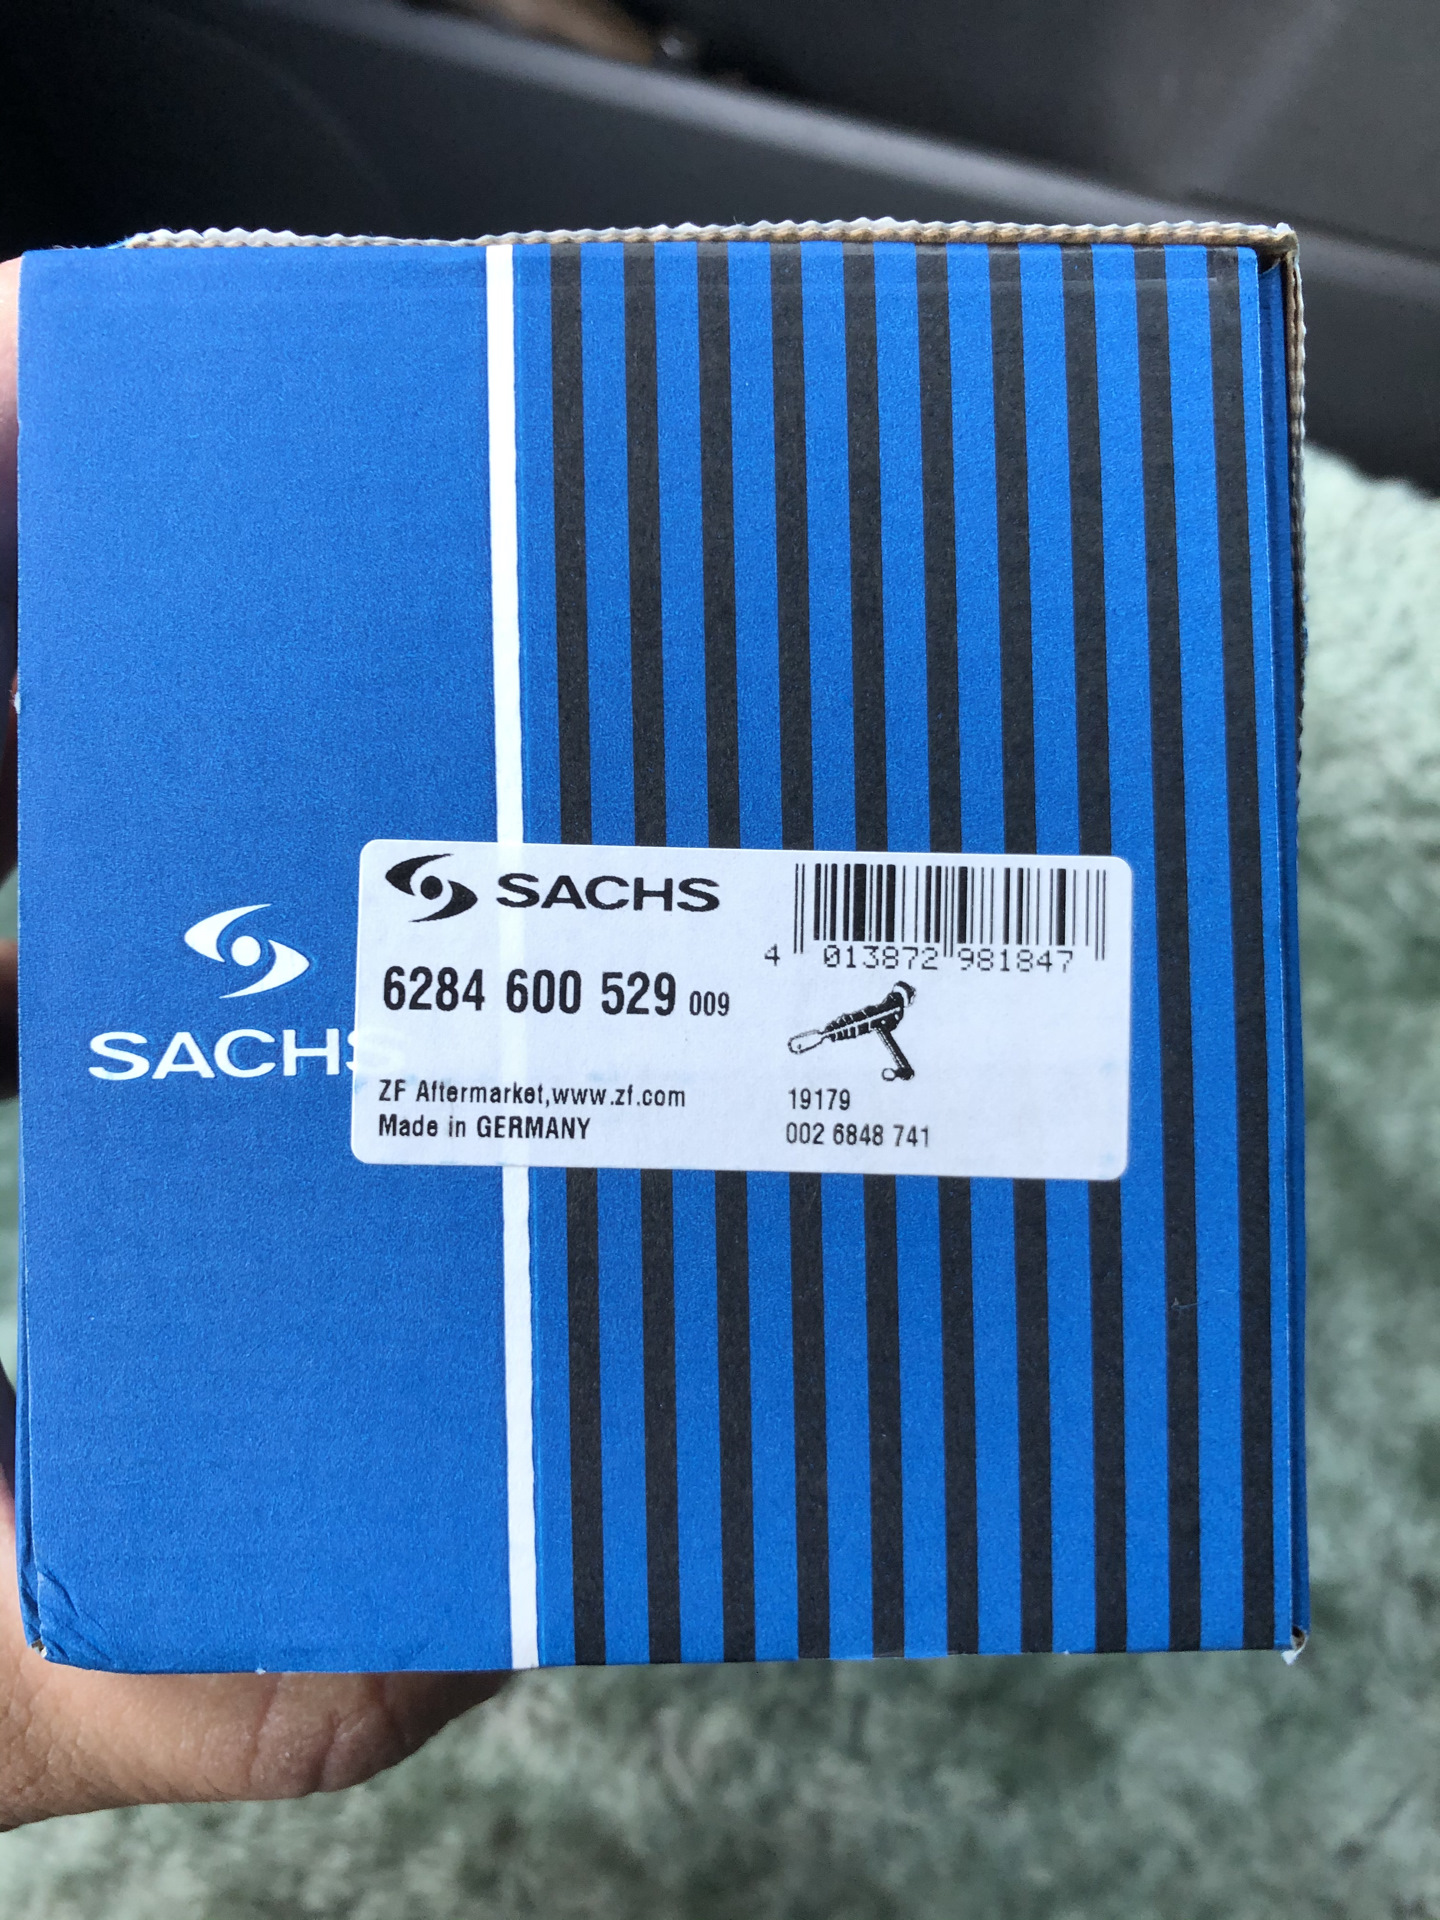 SACHS
SACHS
4 013872 981847
6284 600 529 009
ZF Aftermarket,www.zf.com
Made in GERMANY
19179
002 6848 741